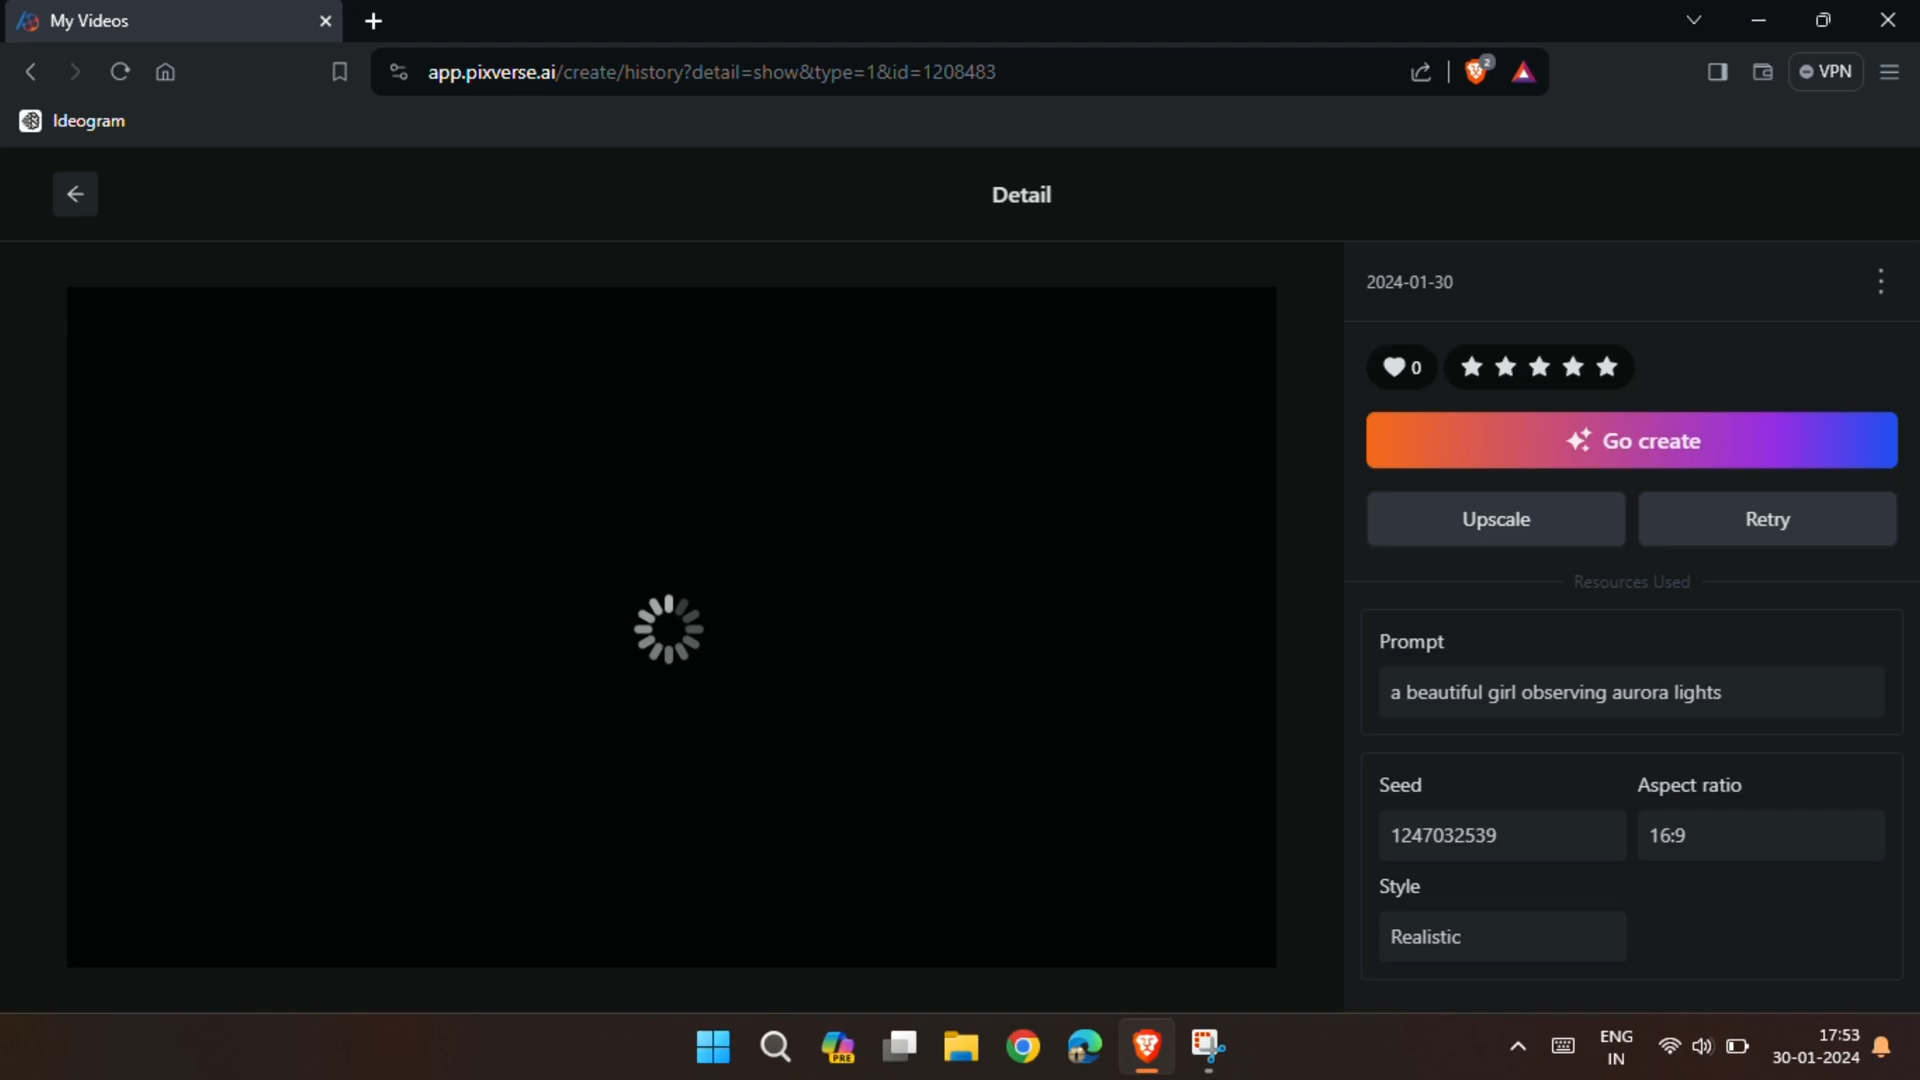 My Videos
app.pixverse.ai/create/history?detail=show&type=1&id=1208483
2
VPN
Ideogram
Detail
2024-01-30
0
Go create
Upscale
Retry
Resources Used
Prompt
a beautiful girl observing aurora lights
Seed
Aspect ratio
1247032539
16:9
Style
Realistic
PRE
ENG
IN
17:53
30-01-2024